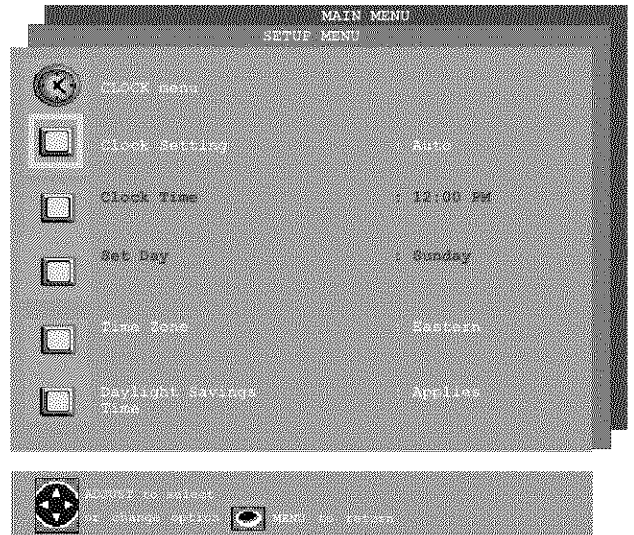 MAIN MENU
SETUP MENU
CLOCK menu
Clock Setting : Auto
Clock Time : 12:00 PM
Set Day : Sunday
Time Zone : Eastern
Daylight Savings : Applies
Time
ADJUST to select
or change option MENU to return